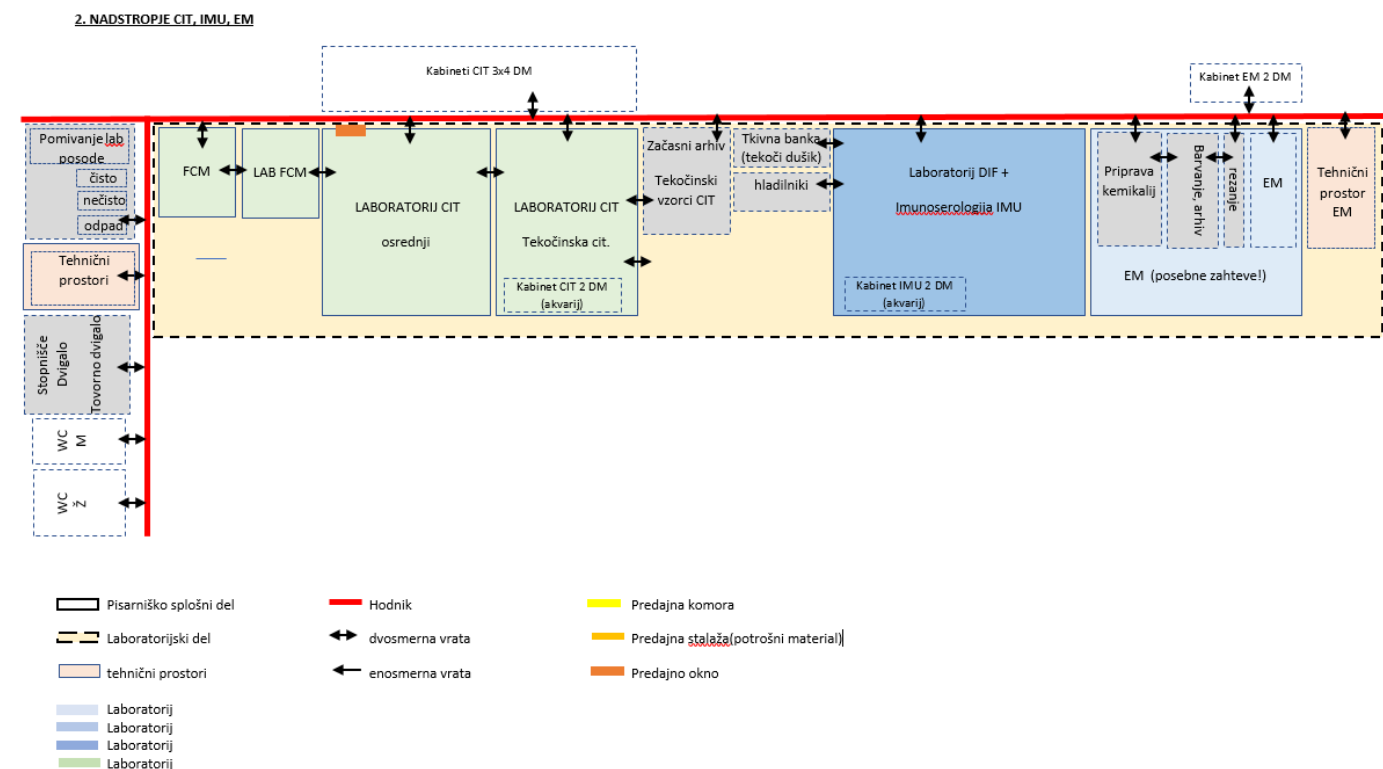 2. NADSTROPJE CIT, IMU, EM
Kabineti CIT 3x4 DM
Kabinet EM 2 DM
Pomivanje lab
posode
čisto
nečisto
odpad
Tehnični
prostori
Stopnišče
Dvigalo
Tovorno dvigalo
WC
M
WC
Ž
FCM
LAB FCM
LABORATORIJ CIT
osrednji
LABORATORIJ CIT
Tekočinska cit.
Kabinet CIT 2 DM
(akvarij)
Začasni arhiv
Tekočinski
vzorci CIT
Tkivna banka
(tekoči dušik)
hladilniki
Laboratorij DIF +
Imunoserologija IMU
Kabinet IMU 2 DM
(akvarij)
Priprava
kemikalij
Barvanje, arhiv
rezanje
EM
EM (posebne zahteve!)
Tehnični
prostor
EM
Pisarniško splošni del
Laboratorijski del
tehnični prostori
Laboratorij
Laboratorij
Laboratorij
Laboratorij
Hodnik
dvosmerna vrata
enosmerna vrata
Predajna komora
Predajna stalaža(potrošni material)
Predajno okno